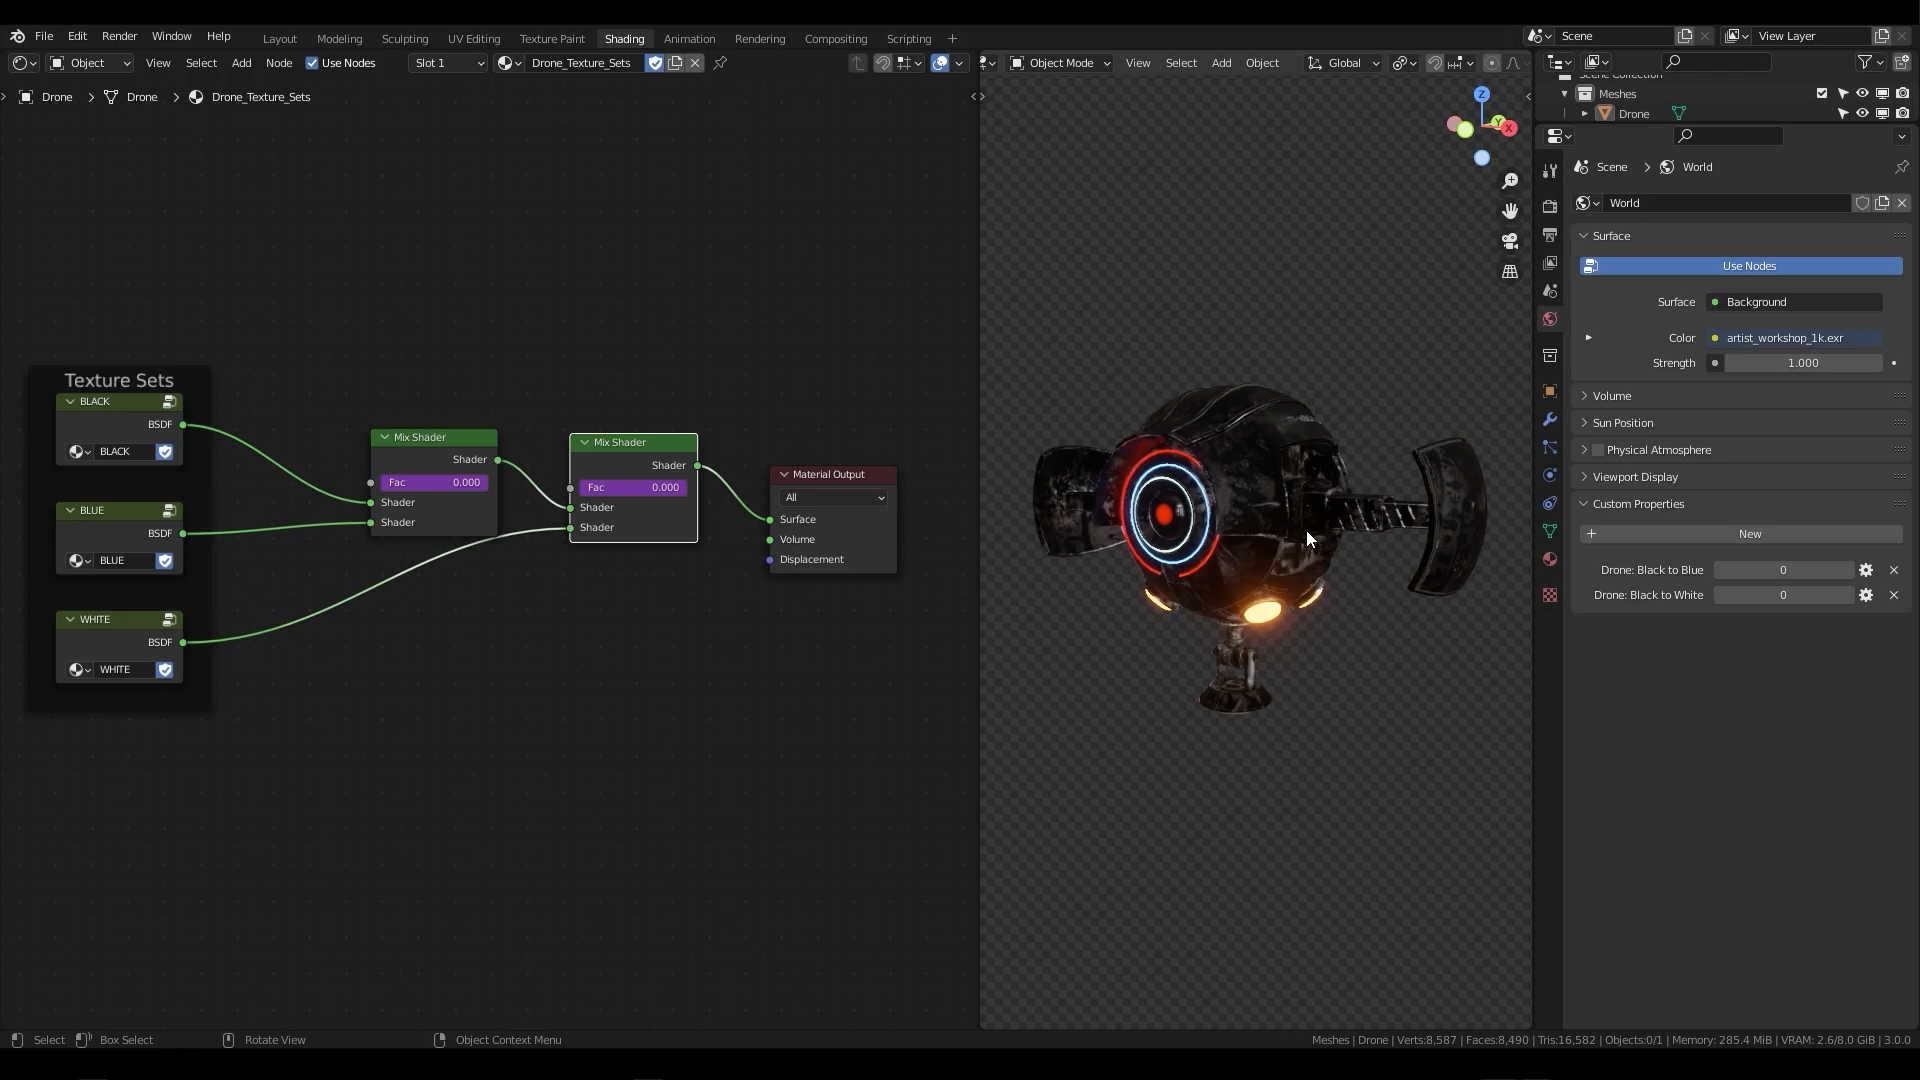 File Edit Render Window Help
Layout Modeling Sculpting UV Editing Texture Paint Shading Animation Rendering Compositing Scripting
Scene
View Layer
Object View Select Add Node Use Nodes Slot 1 Drone_Texture_Sets
Object Mode View Select Add Object Global
Scene Collection
Meshes
Drone
Drone Drone Drone_Texture_Sets
Z
Y
X
Scene World
World
Surface
Use Nodes
Surface Background
Color artist_workshop_1k.exr
Strength 1.000
Volume
Sun Position
Physical Atmosphere
Viewport Display
Custom Properties
New
Drone: Black to Blue 0
Drone: Black to White 0
Texture Sets
BLACK
BSDF
BLACK
BLUE
BSDF
BLUE
WHITE
BSDF
WHITE
Mix Shader
Shader
Fac 0.000
Shader
Shader
Mix Shader
Shader
Fac 0.000
Shader
Shader
Material Output
All
Surface
Volume
Displacement
Select Box Select Rotate View Object Context Menu
Meshes | Drone | Verts:8,587 | Faces:8,490 | Tris:16,582 | Objects:0/1 | Memory: 285.4 MiB | VRAM: 2.6/8.0 GiB | 3.0.0